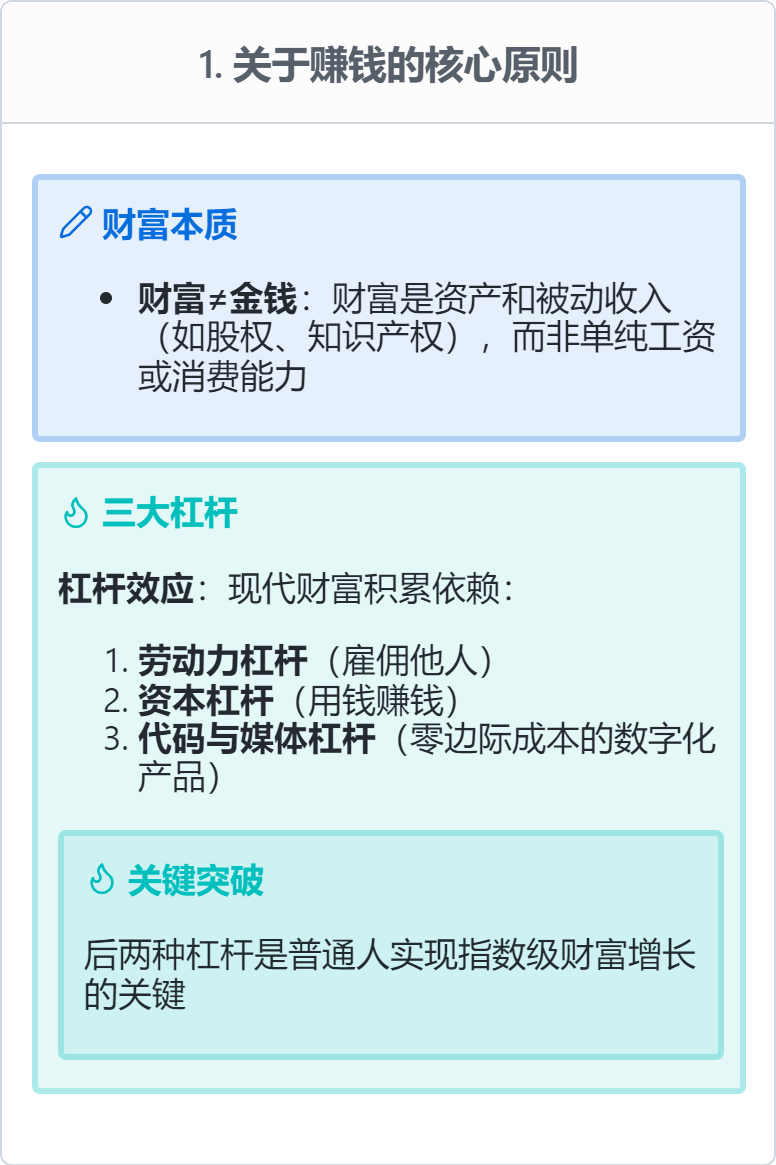 1. 关于赚钱的核心原则
财富本质
• 财富≠金钱：财富是资产和被动收入
（如股权、知识产权），而非单纯工资
或消费能力
三大杠杆
杠杆效应：现代财富积累依赖：
1. 劳动力杠杆（雇佣他人）
2. 资本杠杆（用钱赚钱）
3. 代码与媒体杠杆（零边际成本的数字化
产品）
关键突破
后两种杠杆是普通人实现指数级财富增长
的关键